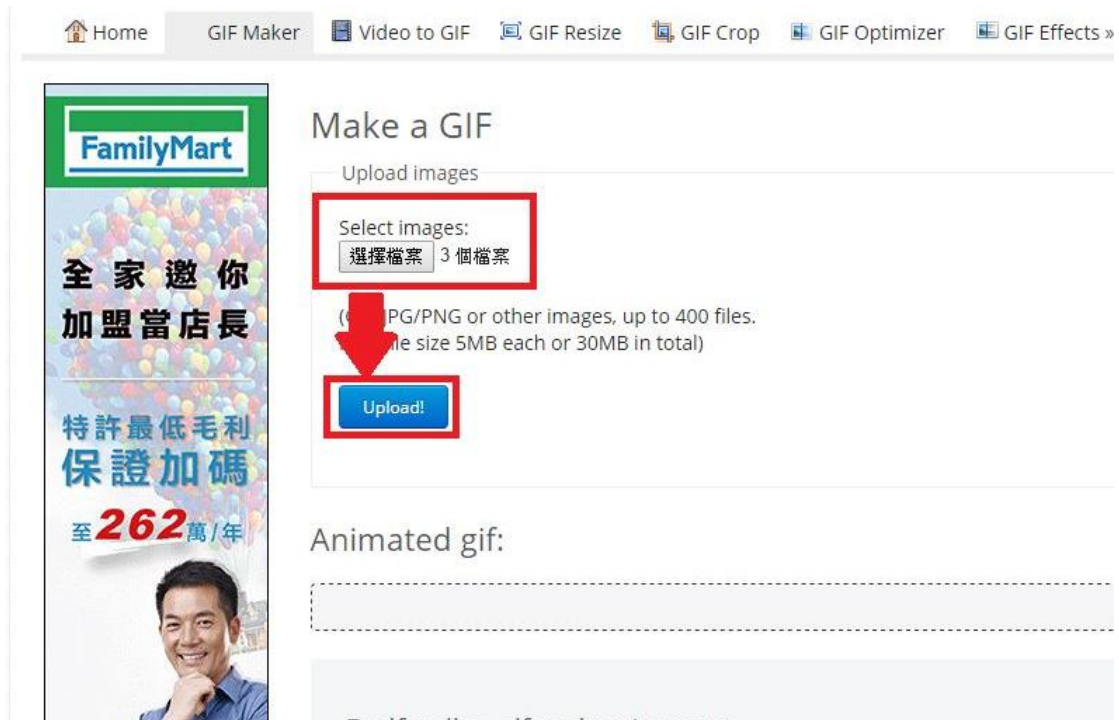 Home
GIF Maker
Video to GIF
GIF Resize
GIF Crop
GIF Optimizer
GIF Effects »
FamilyMart
全家邀你
加盟當店長
特許最低毛利
保證加碼
至262萬/年
Make a GIF
Upload images
Select images:
選擇檔案 3 個檔案
JPG/PNG or other images, up to 400 files.
size 5MB each or 30MB in total)
Upload!
Animated gif: